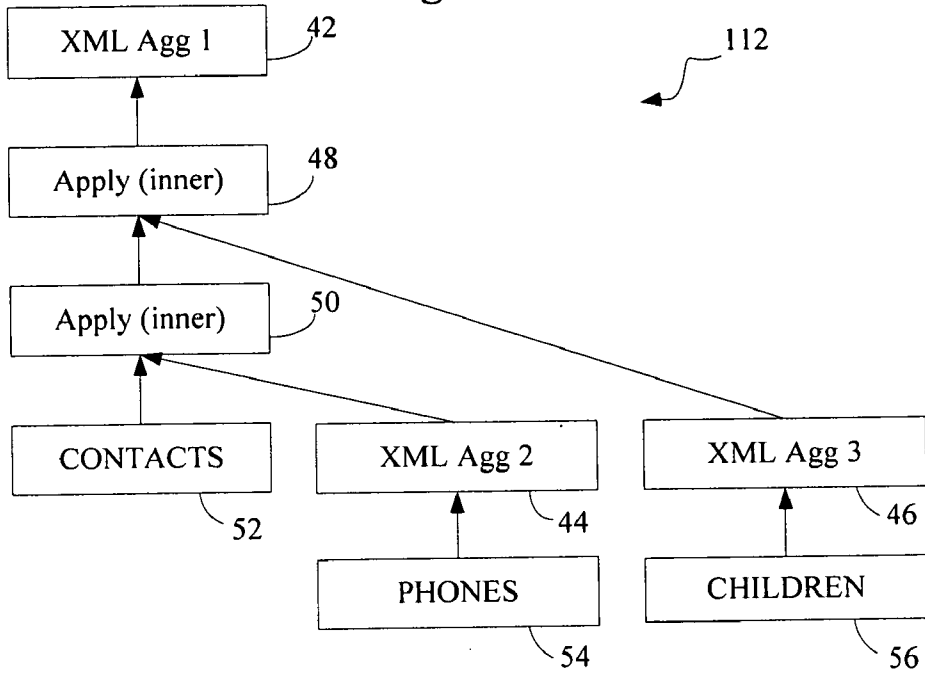 g
XML Agg 1
42
112
Apply (inner)
48
Apply (inner)
50
CONTACTS
52
XML Agg 2
44
XML Agg 3
46
PHONES
54
CHILDREN
56